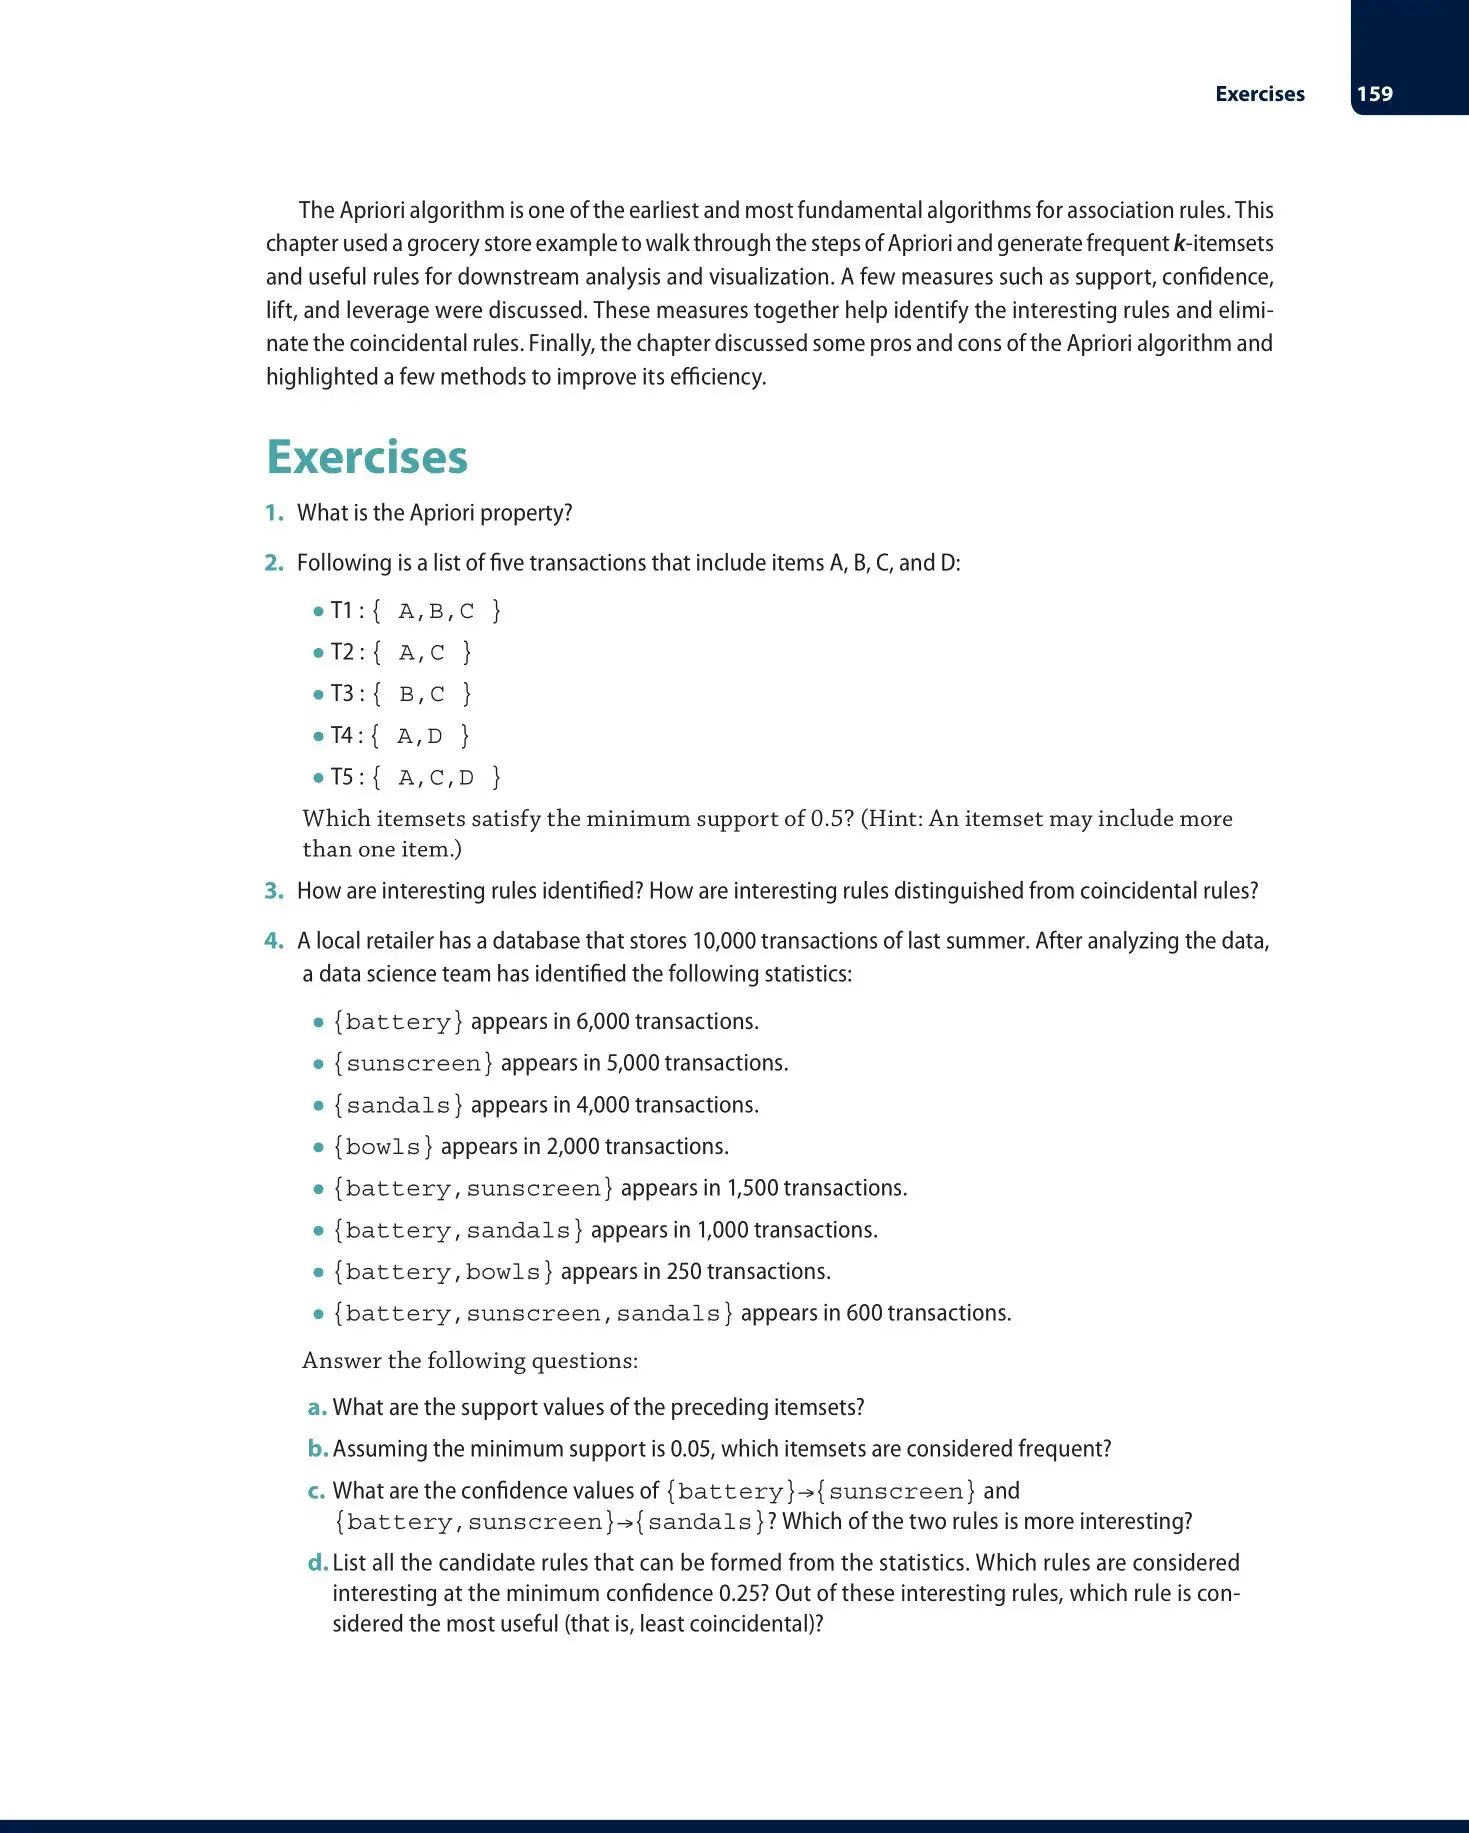 Exercises 159
The Apriori algorithm is one of the earliest and most fundamental algorithms for association rules. This
chapter used a grocery store example to walk through the steps of Apriori and generate frequent k-itemsets
and useful rules for downstream analysis and visualization. A few measures such as support, confidence,
lift, and leverage were discussed. These measures together help identify the interesting rules and elimi-
nate the coincidental rules. Finally, the chapter discussed some pros and cons of the Apriori algorithm and
highlighted a few methods to improve its efficiency.
Exercises
1. What is the Apriori property?
2. Following is a list of five transactions that include items A, B, C, and D:
• T1 : { A,B,C }
• T2 : { A,C }
• T3 : { B,C }
• T4 : { A,D }
• T5 : { A,C,D }
Which itemsets satisfy the minimum support of 0.5? (Hint: An itemset may include more
than one item.)
3. How are interesting rules identified? How are interesting rules distinguished from coincidental rules?
4. A local retailer has a database that stores 10,000 transactions of last summer. After analyzing the data,
a data science team has identified the following statistics:
• {battery} appears in 6,000 transactions.
• {sunscreen} appears in 5,000 transactions.
• {sandals} appears in 4,000 transactions.
• {bowls} appears in 2,000 transactions.
• {battery,sunscreen} appears in 1,500 transactions.
• {battery,sandals} appears in 1,000 transactions.
• {battery,bowls} appears in 250 transactions.
• {battery,sunscreen,sandals} appears in 600 transactions.
Answer the following questions:
a. What are the support values of the preceding itemsets?
b. Assuming the minimum support is 0.05, which itemsets are considered frequent?
c. What are the confidence values of {battery}→{sunscreen} and
{battery,sunscreen}→{sandals}? Which of the two rules is more interesting?
d. List all the candidate rules that can be formed from the statistics. Which rules are considered
interesting at the minimum confidence 0.25? Out of these interesting rules, which rule is con-
sidered the most useful (that is, least coincidental)?